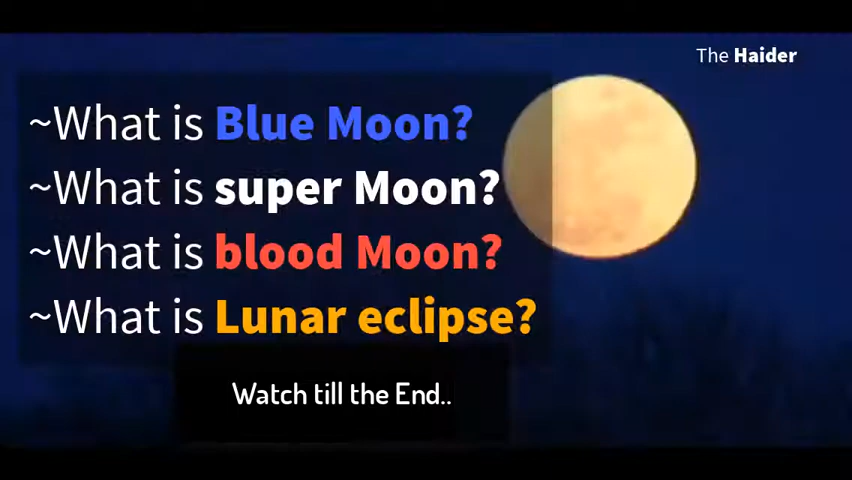 The Haider
~What is Blue Moon?
~What is super Moon?
~What is blood Moon?
~What is Lunar eclipse?
Watch till the End..